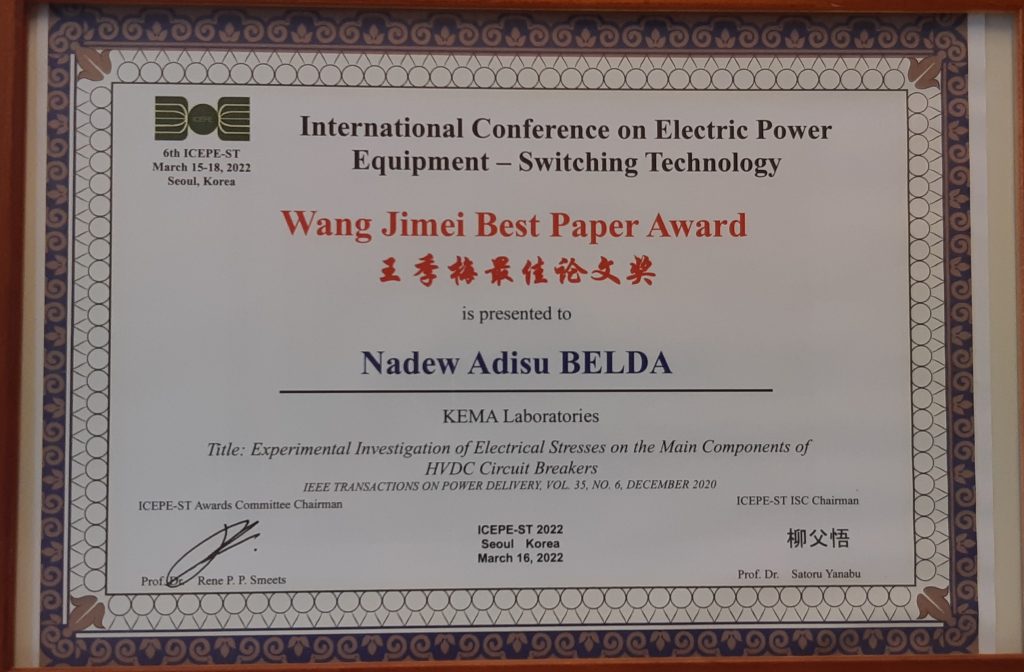 ICEPE
6th ICEPE-ST
March 15-18, 2022
Seoul, Korea
International Conference on Electric Power
Equipment – Switching Technology
Wang Jimei Best Paper Award
王季梅最佳论文奖
is presented to
Nadew Adisu BELDA
KEMA Laboratories
Title: Experimental Investigation of Electrical Stresses on the Main Components of
HVDC Circuit Breakers
IEEE TRANSACTIONS ON POWER DELIVERY, VOL. 35, NO. 6, DECEMBER 2020
ICEPE-ST Awards Committee Chairman
Prof. Dr. Rene P. P. Smeets
ICEPE-ST 2022
Seoul Korea
March 16, 2022
ICEPE-ST ISC Chairman
柳父悟
Prof. Dr. Satoru Yanabu